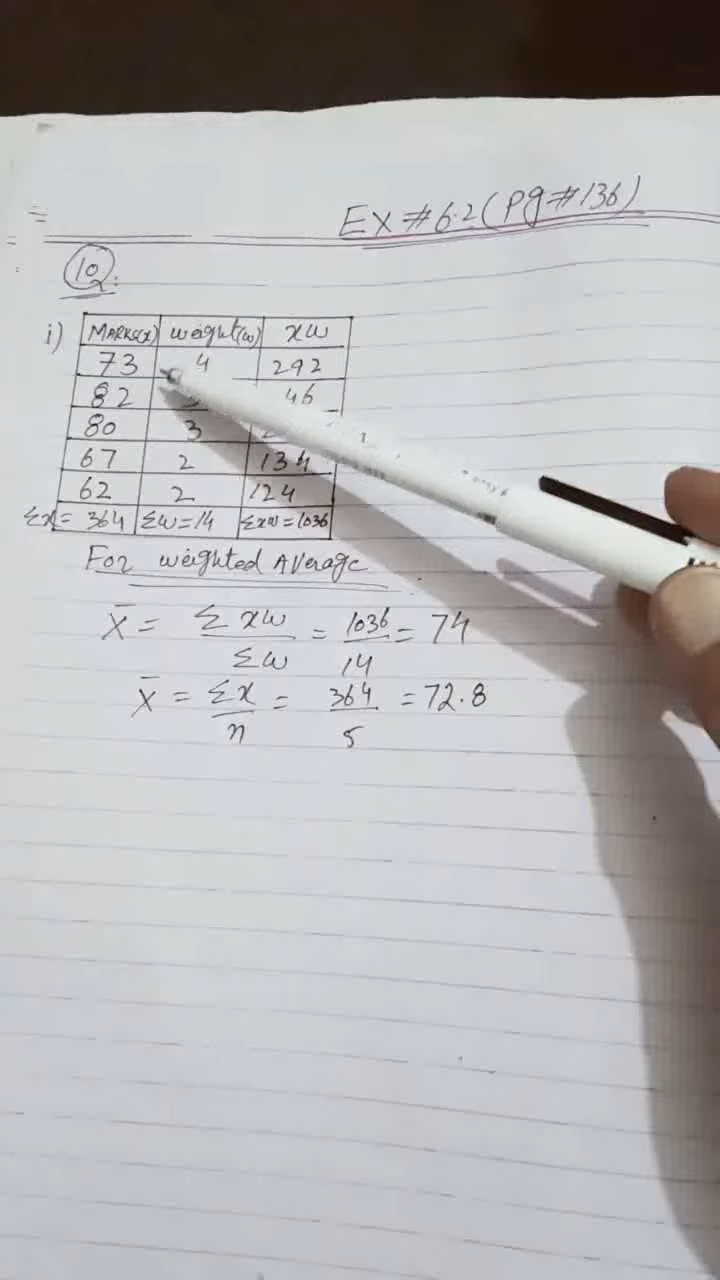 Ex # 6.2 (Pg # 136)
Q10:
i) Marks(x) weight(w) xw
73 4 292
82 46
80 3
67 2 134
62 2 124
Σx = 364 Σw = 14 Σxw = 1036
For weighted Average
X̄ = Σxw / Σw = 1036 / 14 = 74
X̄ = Σx / n = 364 / 5 = 72.8